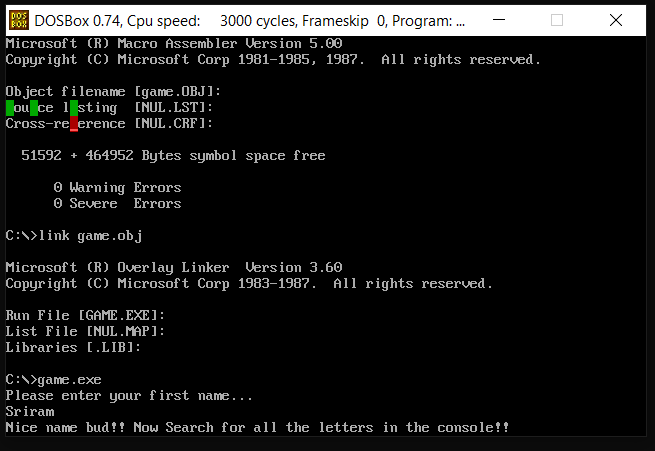 DOS BOX DOSBox 0.74, Cpu speed: 3000 cycles, Frameskip 0, Program: ...
Microsoft (R) Macro Assembler Version 5.00
Copyright (C) Microsoft Corp 1981-1985, 1987. All rights reserved.
Object filename [game.OBJ]:
ou ce l sting [NUL.LST]:
Cross-re erence [NUL.CRF]:
51592 + 464952 Bytes symbol space free
0 Warning Errors
0 Severe Errors
C:\>link game.obj
Microsoft (R) Overlay Linker Version 3.60
Copyright (C) Microsoft Corp 1983-1987. All rights reserved.
Run File [GAME.EXE]:
List File [NUL.MAP]:
Libraries [.LIB]:
C:\>game.exe
Please enter your first name...
Sriram
Nice name bud!! Now Search for all the letters in the console!!